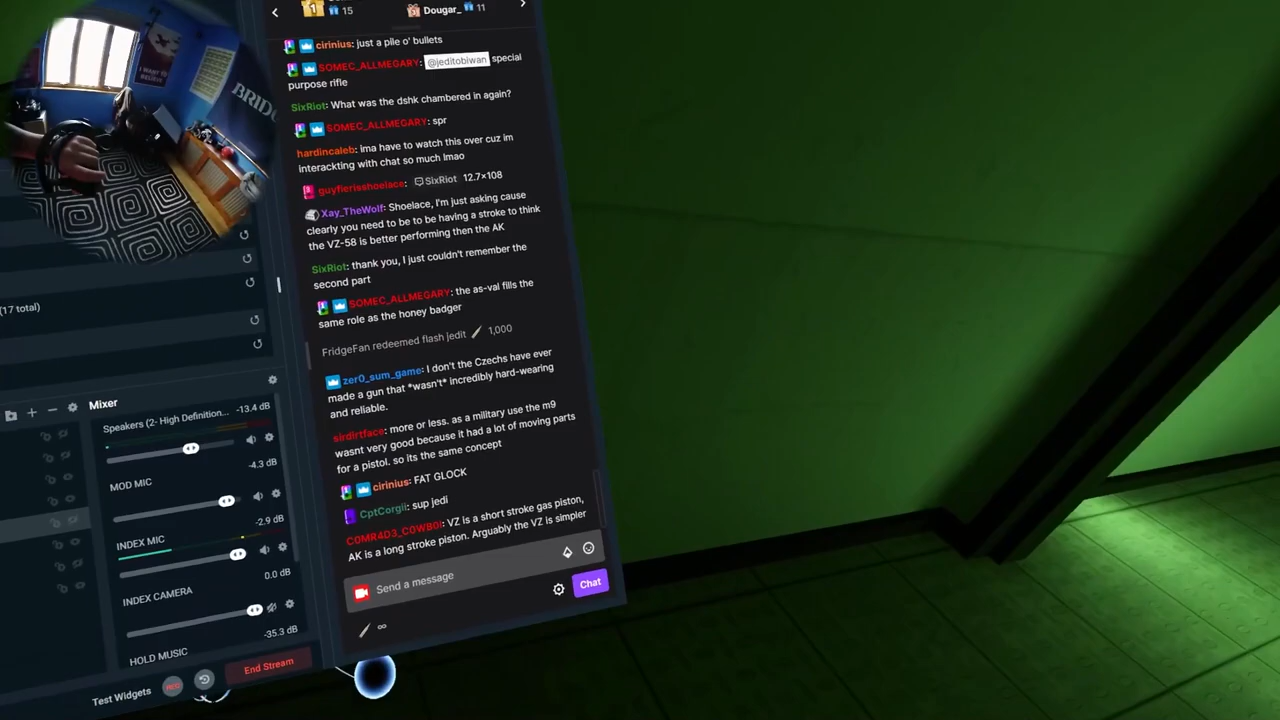 15
Dougar_ 11
cirinius: just a pile o' bullets
SOMEC_ALLMEGARY: @jeditobiwan special
purpose rifle
SixRiot: What was the dshk chambered in again?
SOMEC_ALLMEGARY: spr
hardincaleb: ima have to watch this over cuz im
interackting with chat so much lmao
guyfierisshoelace: SixRiot 12.7x108
Xay_TheWolf: Shoelace, I'm just asking cause
clearly you need to be to be having a stroke to think
the VZ-58 is better performing then the AK
SixRiot: thank you, I just couldn't remember the
second part
SOMEC_ALLMEGARY: the as-val fills the
same role as the honey badger
FridgeFan redeemed flash jedit 1,000
zer0_sum_game: I don't the Czechs have ever
made a gun that *wasn't* incredibly hard-wearing
and reliable.
sirdirtface: more or less. as a military use the m9
wasnt very good because it had a lot of moving parts
for a pistol. so its the same concept
cirinius: FAT GLOCK
CptCorgii: sup jedi
C0MR4D3_C0WB0I: VZ is a short stroke gas piston,
AK is a long stroke piston. Arguably the VZ is simpler
Send a message
Chat
∞
(17 total)
Mixer
Speakers (2- High Definition... -13.4 dB
MOD MIC -4.3 dB
INDEX MIC -2.9 dB
INDEX CAMERA 0.0 dB
HOLD MUSIC -35.3 dB
Test Widgets REC End Stream
I WANT TO
BELIEVE
BRIDG